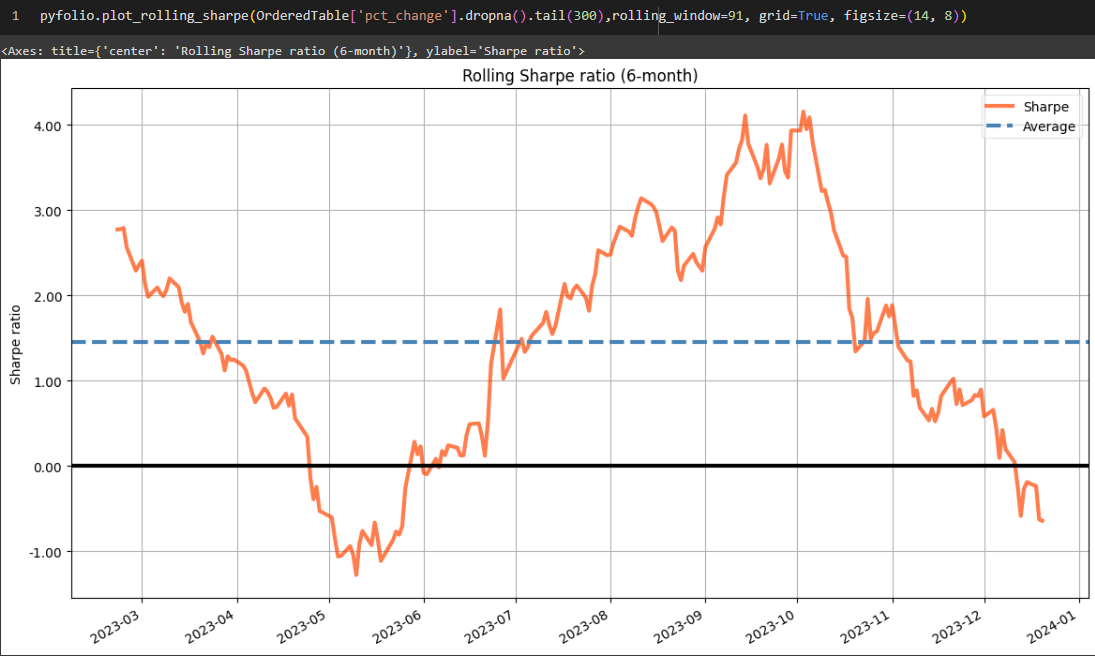 1 pyfolio.plot_rolling_sharpe(OrderedTable['pct_change'].dropna().tail(300),rolling_window=91, grid=True, figsize=(14, 8))
<Axes: title={'center': 'Rolling Sharpe ratio (6-month)'}, ylabel='Sharpe ratio'>
Rolling Sharpe ratio (6-month)
Sharpe
Average
4.00
3.00
2.00
1.00
0.00
-1.00
Sharpe ratio
2023-03
2023-04
2023-05
2023-06
2023-07
2023-08
2023-09
2023-10
2023-11
2023-12
2024-01